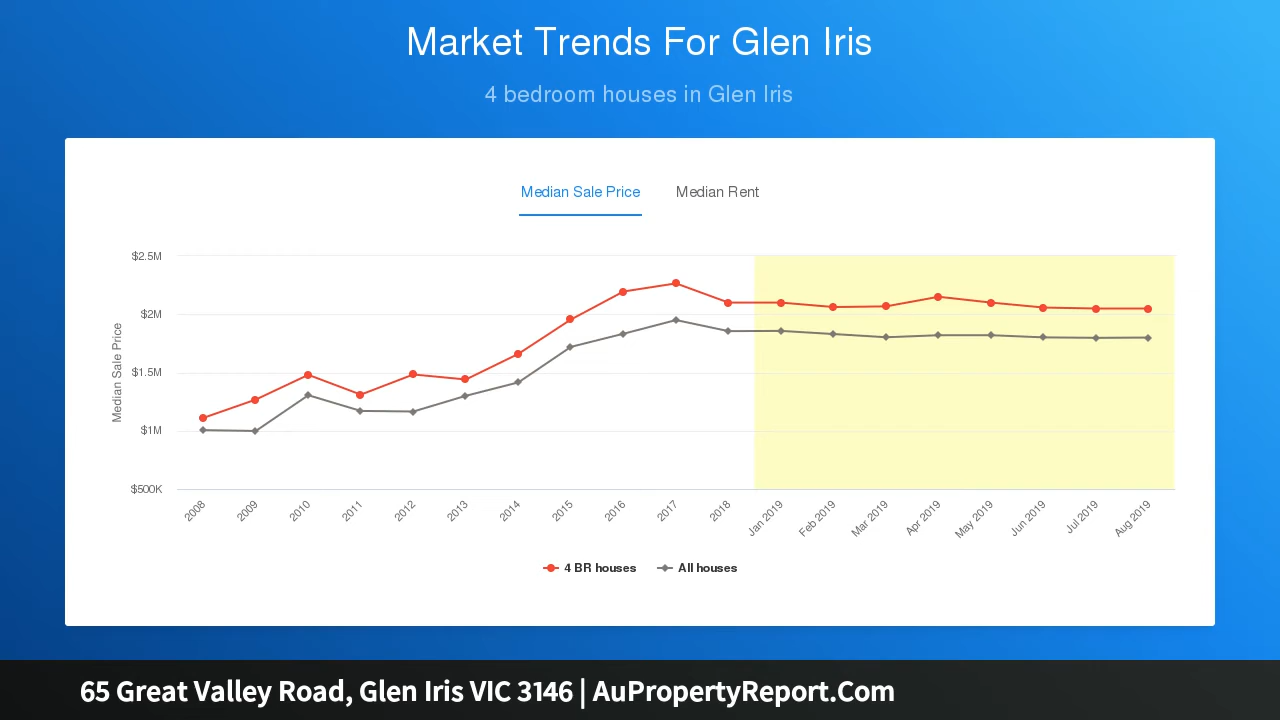 Market Trends For Glen Iris
4 bedroom houses in Glen Iris
Median Sale Price Median Rent
Median Sale Price
$2.5M
$2M
$1.5M
$1M
$500K
2008 2009 2010 2011 2012 2013 2014 2015 2016 2017 2018 Jan 2019 Feb 2019 Mar 2019 Apr 2019 May 2019 Jun 2019 Jul 2019 Aug 2019
4 BR houses All houses
65 Great Valley Road, Glen Iris VIC 3146 | AuPropertyReport.Com